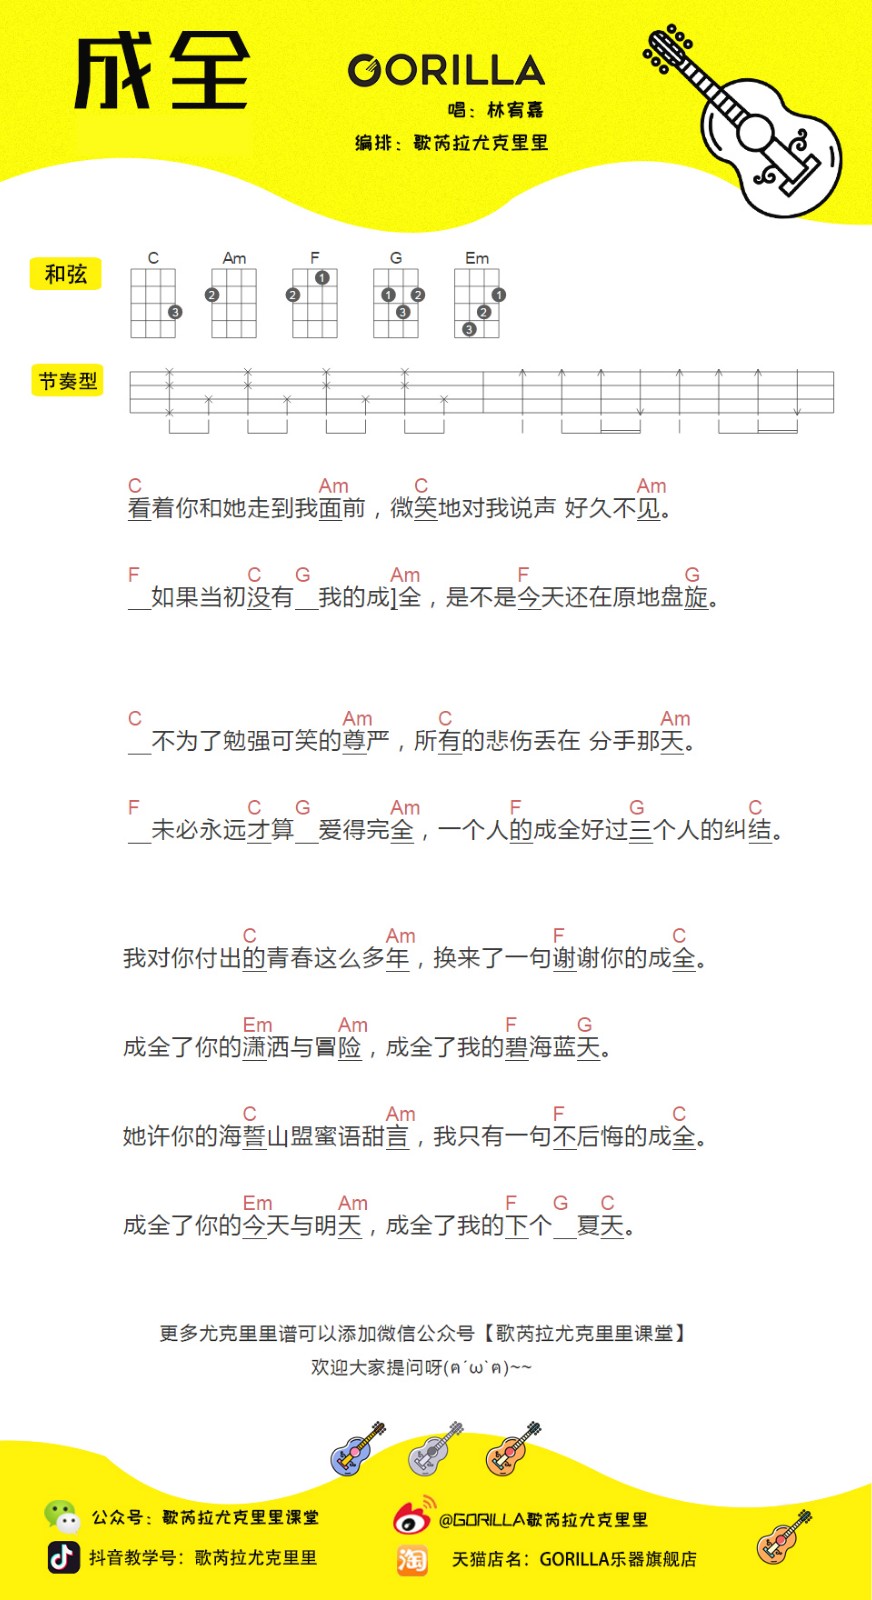 成全
GORILLA
唱：林宥嘉
编排：歌芮拉尤克里里
和弦
C Am F G Em
3 2 2 1 1 2 3 1 2 3
节奏型
C Am C Am
看着你和她走到我面前，微笑地对我说声 好久不见。
F C G Am F G
__如果当初没有__我的成]全，是不是今天还在原地盘旋。
C Am C Am
__不为了勉强可笑的尊严，所有的悲伤丢在 分手那天。
F C G Am F G C
__未必永远才算__爱得完全，一个人的成全好过三个人的纠结。
C Am F C
我对你付出的青春这么多年，换来了一句谢谢你的成全。
Em Am F G
成全了你的潇洒与冒险，成全了我的碧海蓝天。
C Am F C
她许你的海誓山盟蜜语甜言，我只有一句不后悔的成全。
Em Am F G C
成全了你的今天与明天，成全了我的下个__夏天。
更多尤克里里谱可以添加微信公众号【歌芮拉尤克里里课堂】
欢迎大家提问呀(ฅ´ω`ฅ)~~
公众号：歌芮拉尤克里里课堂
@GORILLA歌芮拉尤克里里
抖音教学号：歌芮拉尤克里里
淘
天猫店名：GORILLA乐器旗舰店